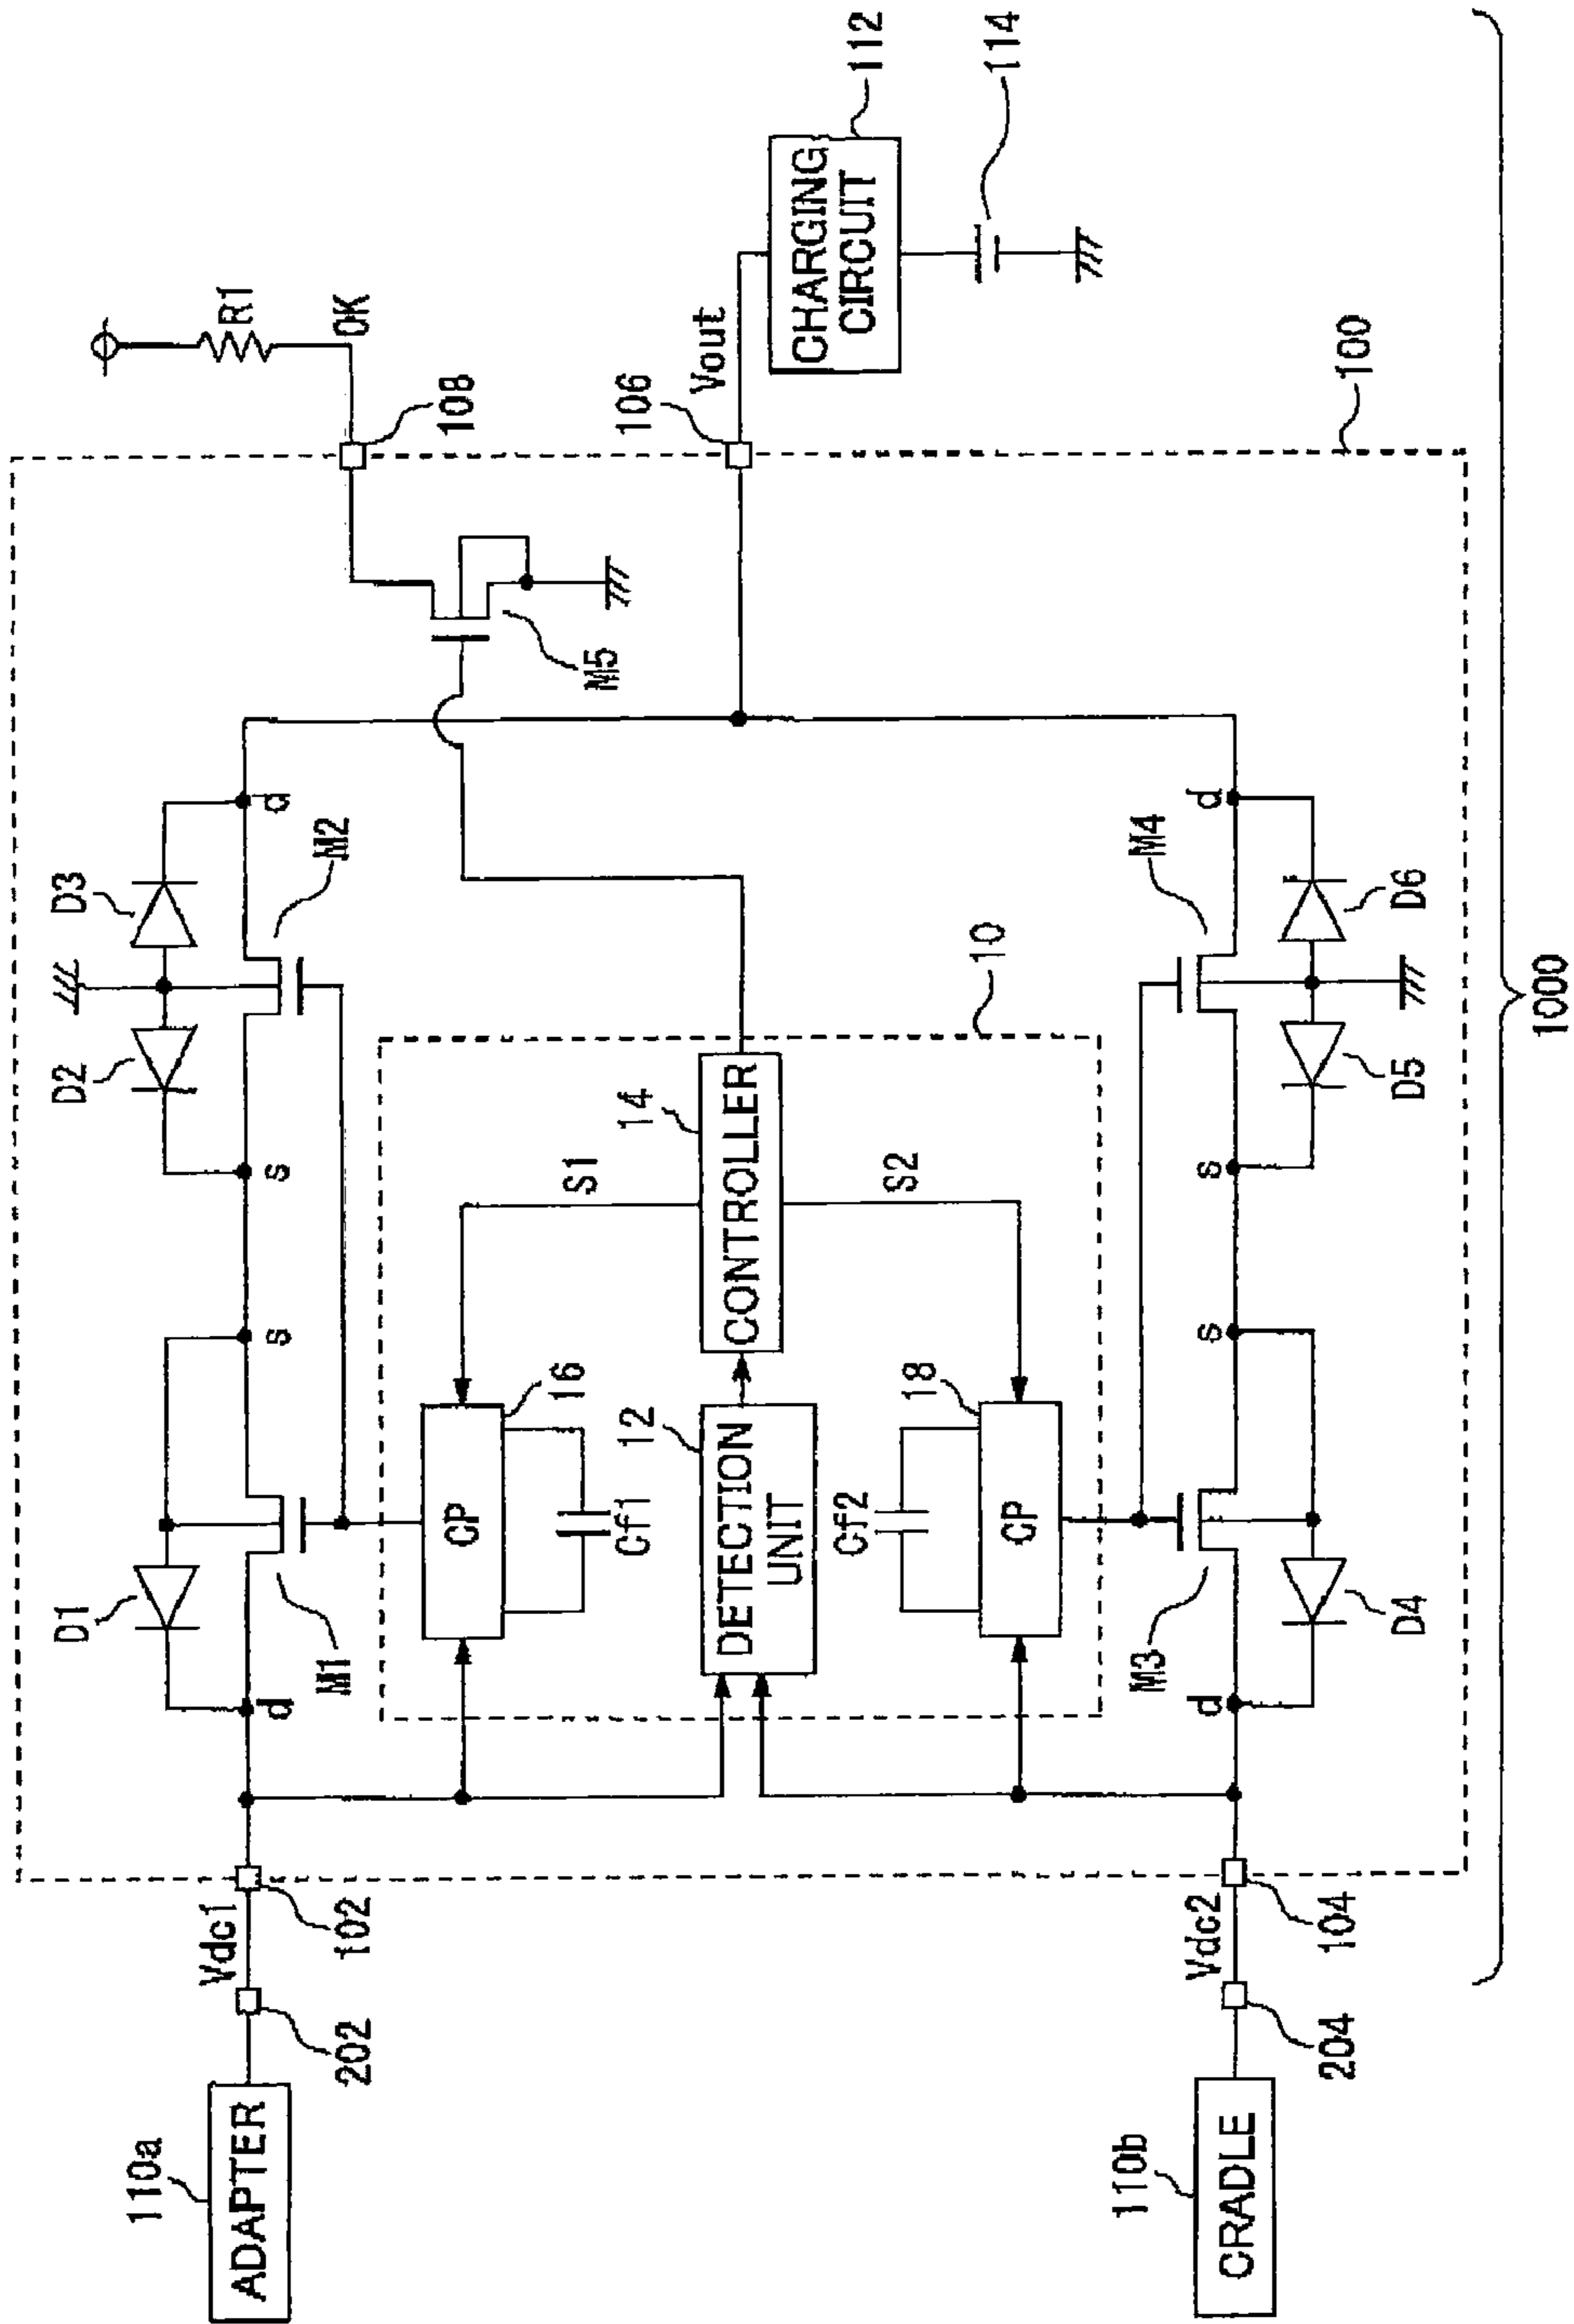 110a
ADAPTER
202
Vdc1
102
D1
d
M1
s
s
D2
D3
M2
d
R1
OK
108
M5
16
CP
Cf1
S1
12
DETECTION
UNIT
14
CONTROLLER
S2
10
18
Cf2
CP
106
Vout
CHARGING
CIRCUIT
112
114
110b
CRADLE
204
Vdc2
104
d
M3
D4
s
s
D5
M4
d
D6
100
1000